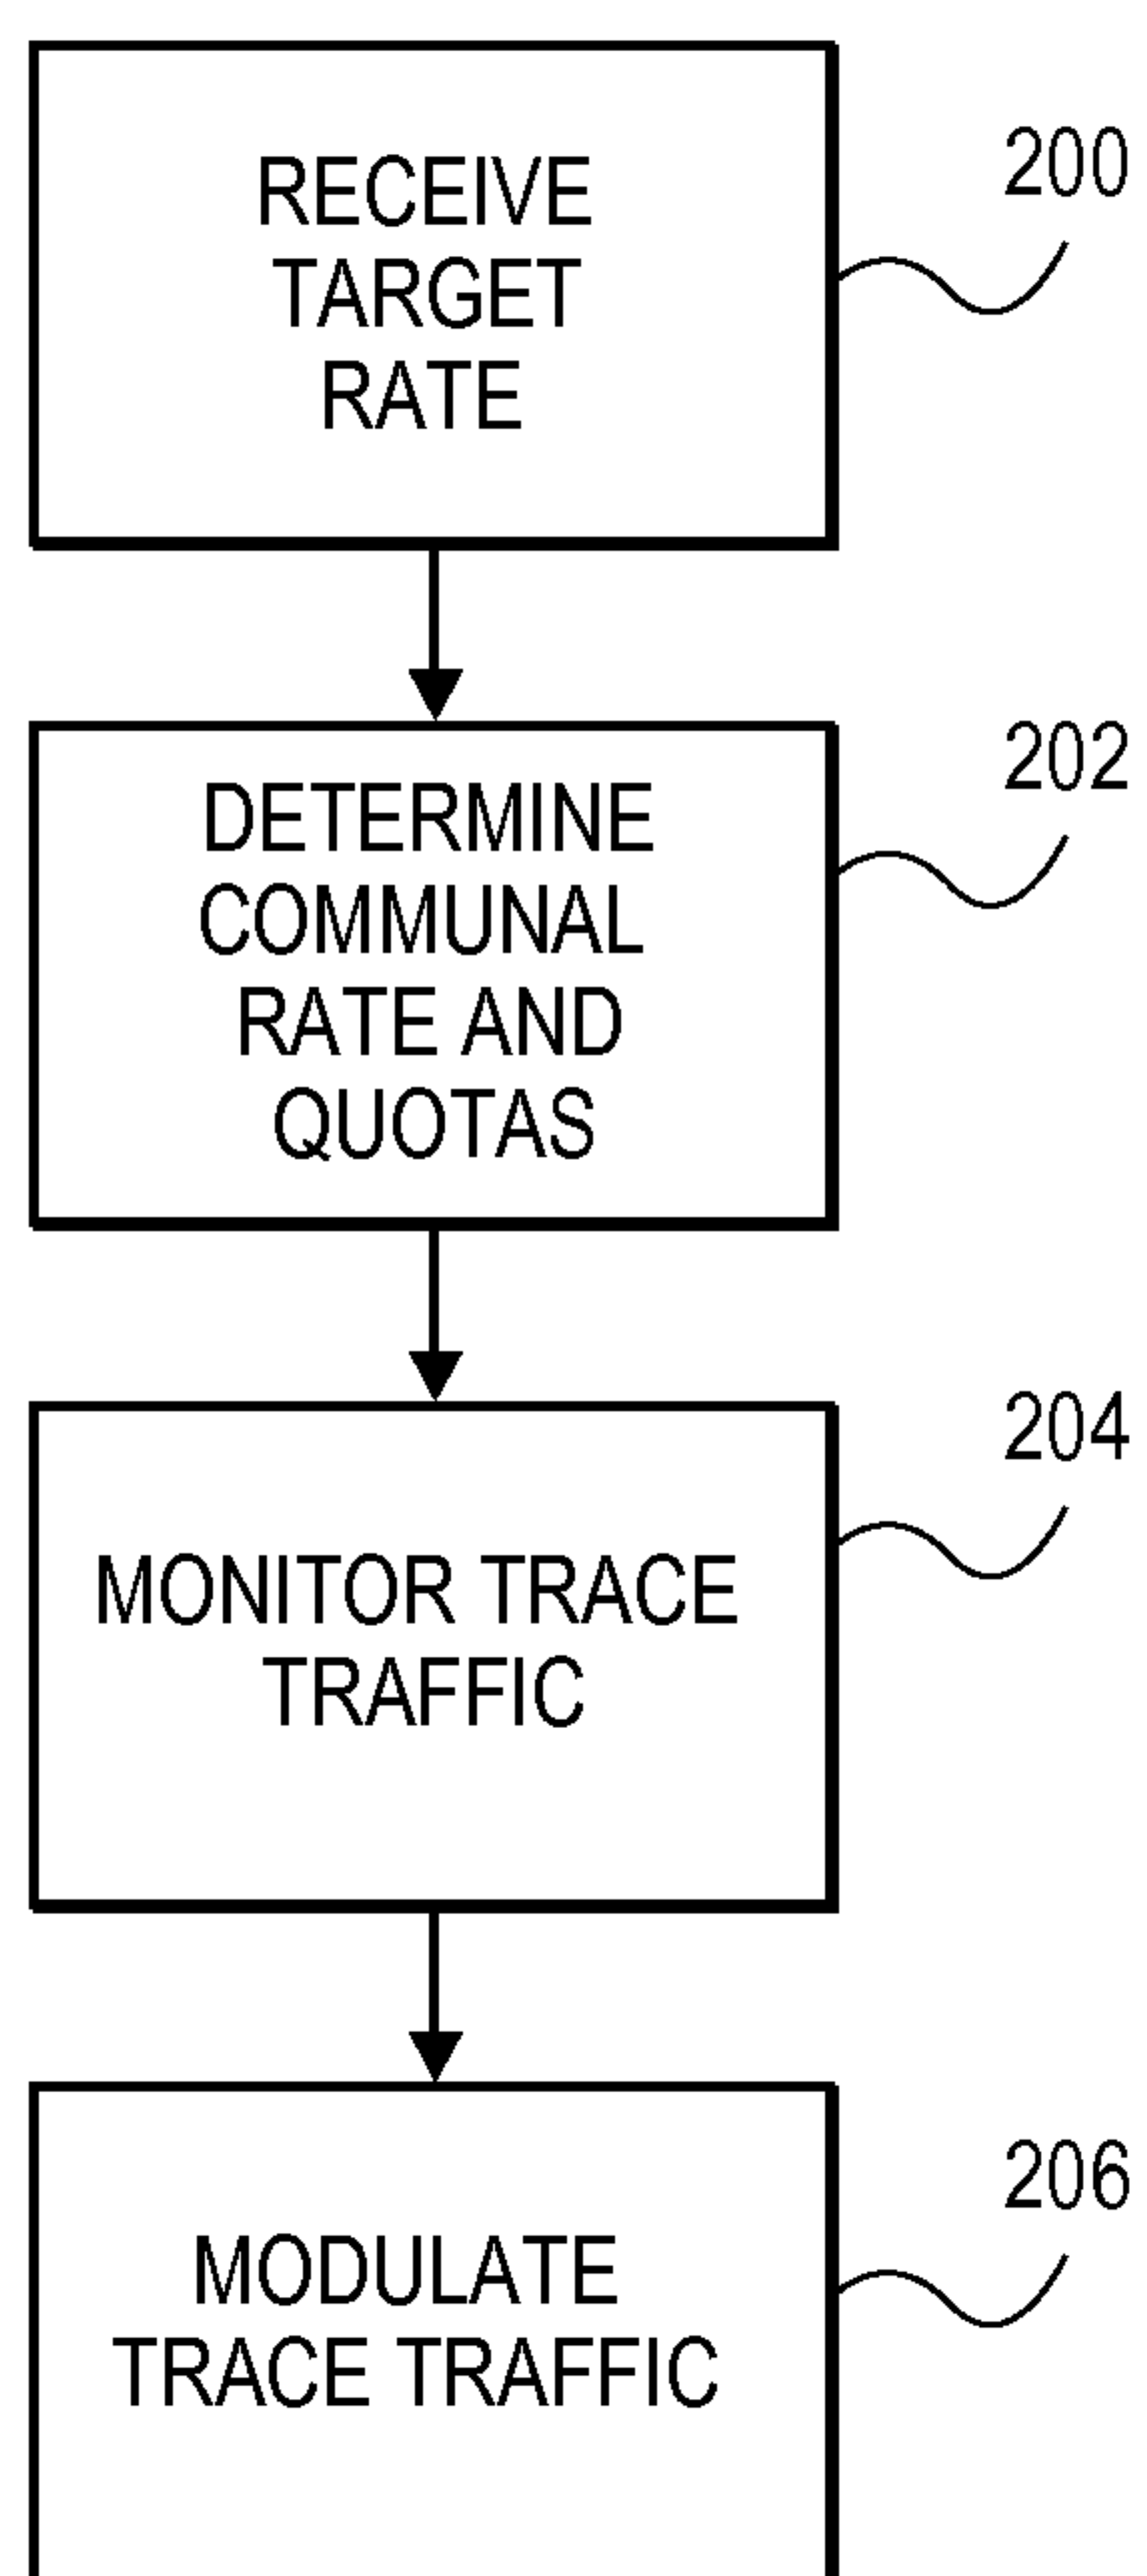 RECEIVE
TARGET
RATE
200
DETERMINE
COMMUNAL
RATE AND
QUOTAS
202
MONITOR TRACE
TRAFFIC
204
MODULATE
TRACE TRAFFIC
206